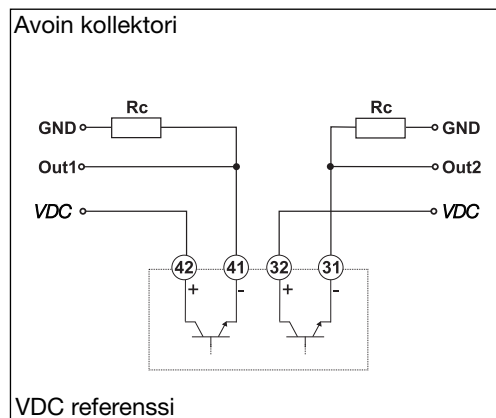 Avoin kollektori
Rc Rc
GND GND
Out1 Out2
VDC VDC
42 41 32 31
+ - + -
VDC referenssi